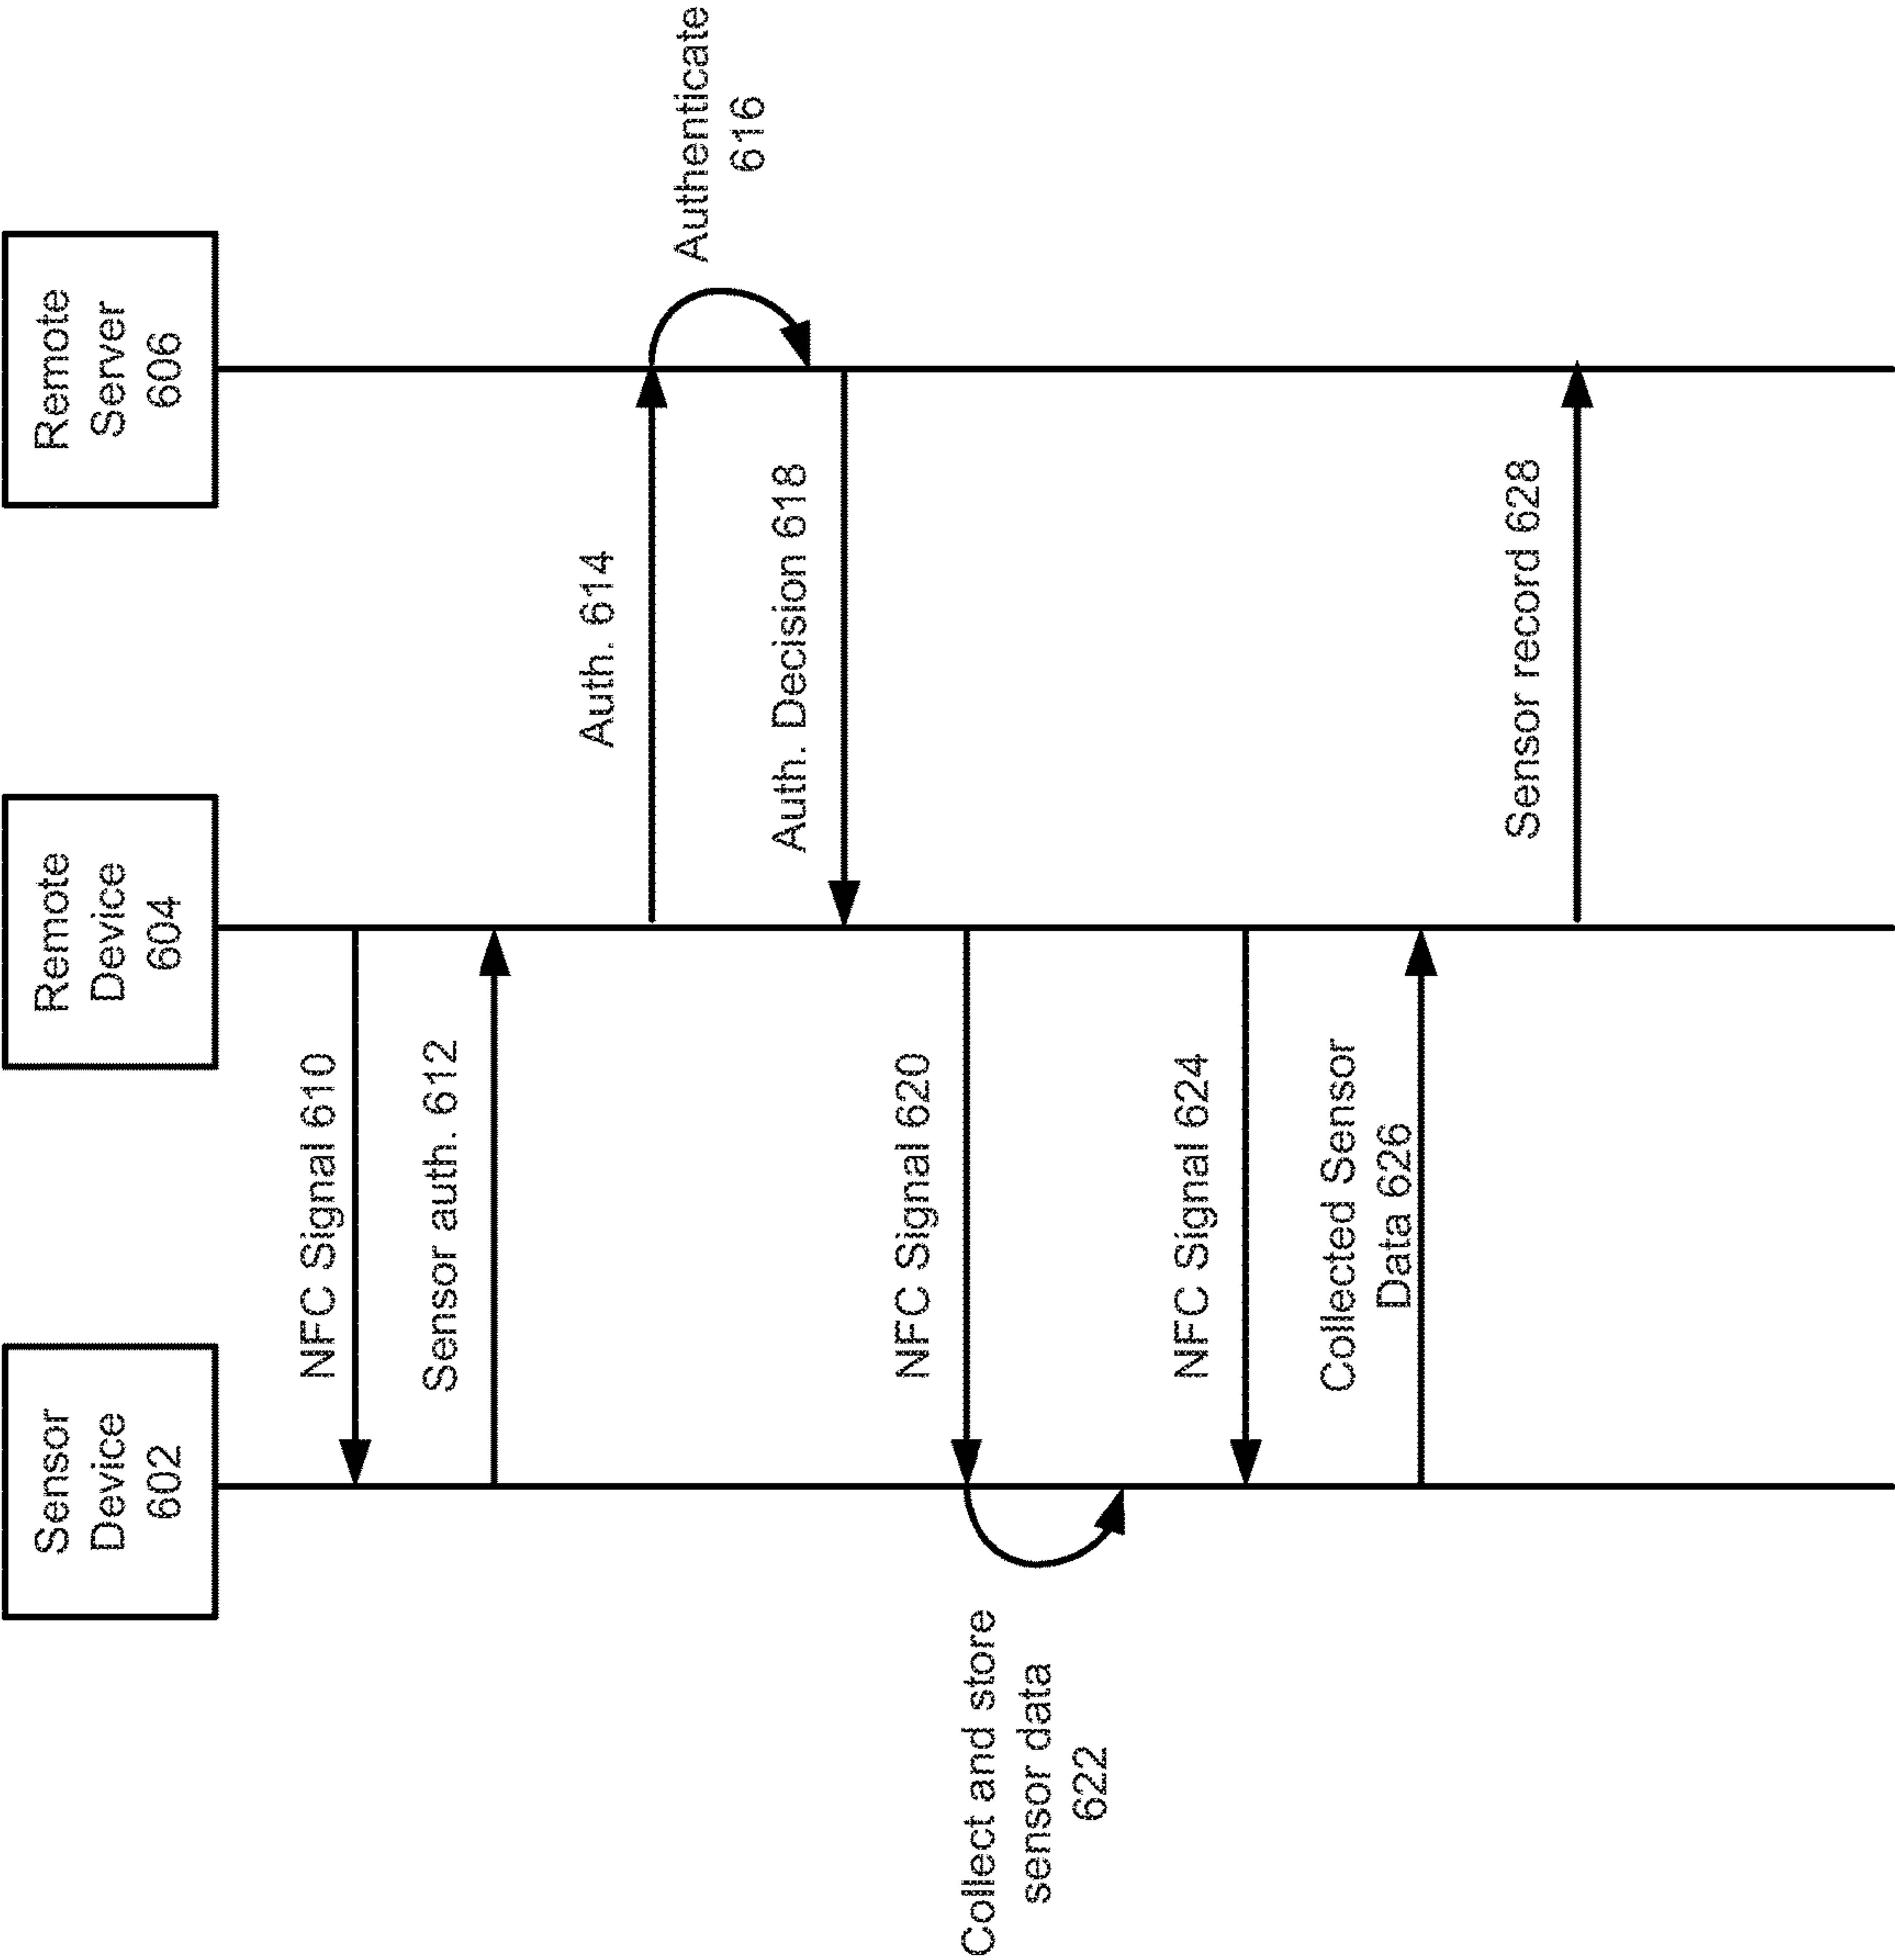 Sensor
Device
602
Remote
Device
604
Remote
Server
606
NFC Signal 610
Sensor auth. 612
Auth. 614
Authenticate
616
Auth. Decision 618
NFC Signal 620
Collect and store
sensor data
622
NFC Signal 624
Collected Sensor
Data 626
Sensor record 628